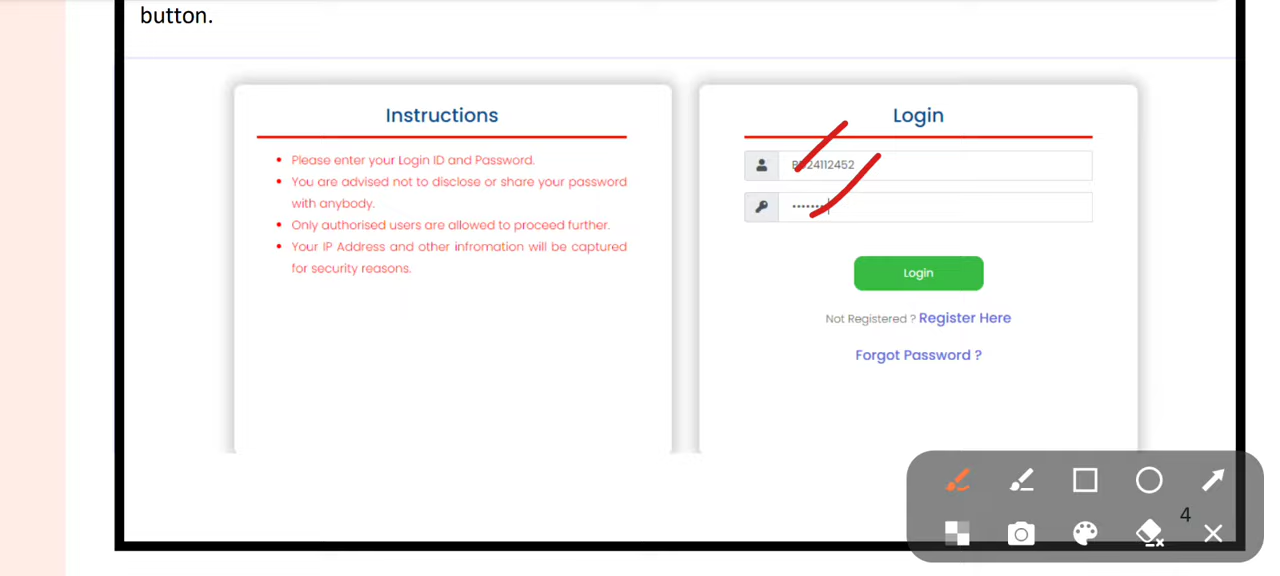 button.
Instructions
Please enter your Login ID and Password.
You are advised not to disclose or share your password
with anybody.
Only authorised users are allowed to proceed further.
Your IP Address and other infromation will be captured
for security reasons.
Login
Login
Not Registered ? Register Here
Forgot Password ?
4